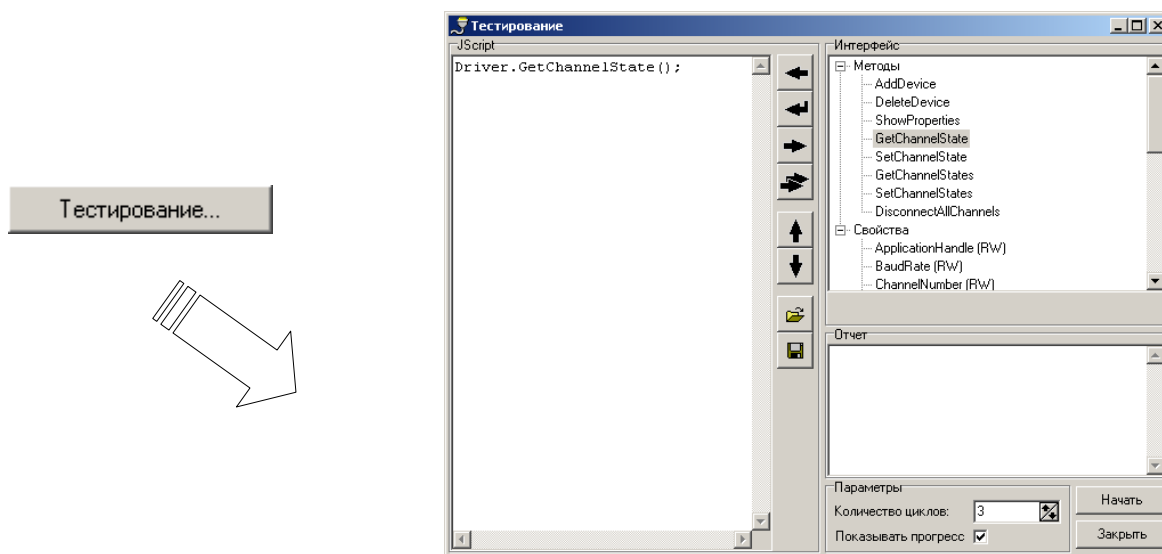 Тестирование...
Тестирование
JScript
Driver.GetChannelState();
Интерфейс
Методы
AddDevice
DeleteDevice
ShowProperties
GetChannelState
SetChannelState
GetChannelStates
SetChannelStates
DisconnectAllChannels
Свойства
ApplicationHandle (RW)
BaudRate (RW)
ChannelNumber (RW)
Отчет
Параметры
Количество циклов: 3
Показывать прогресс
Начать
Закрыть